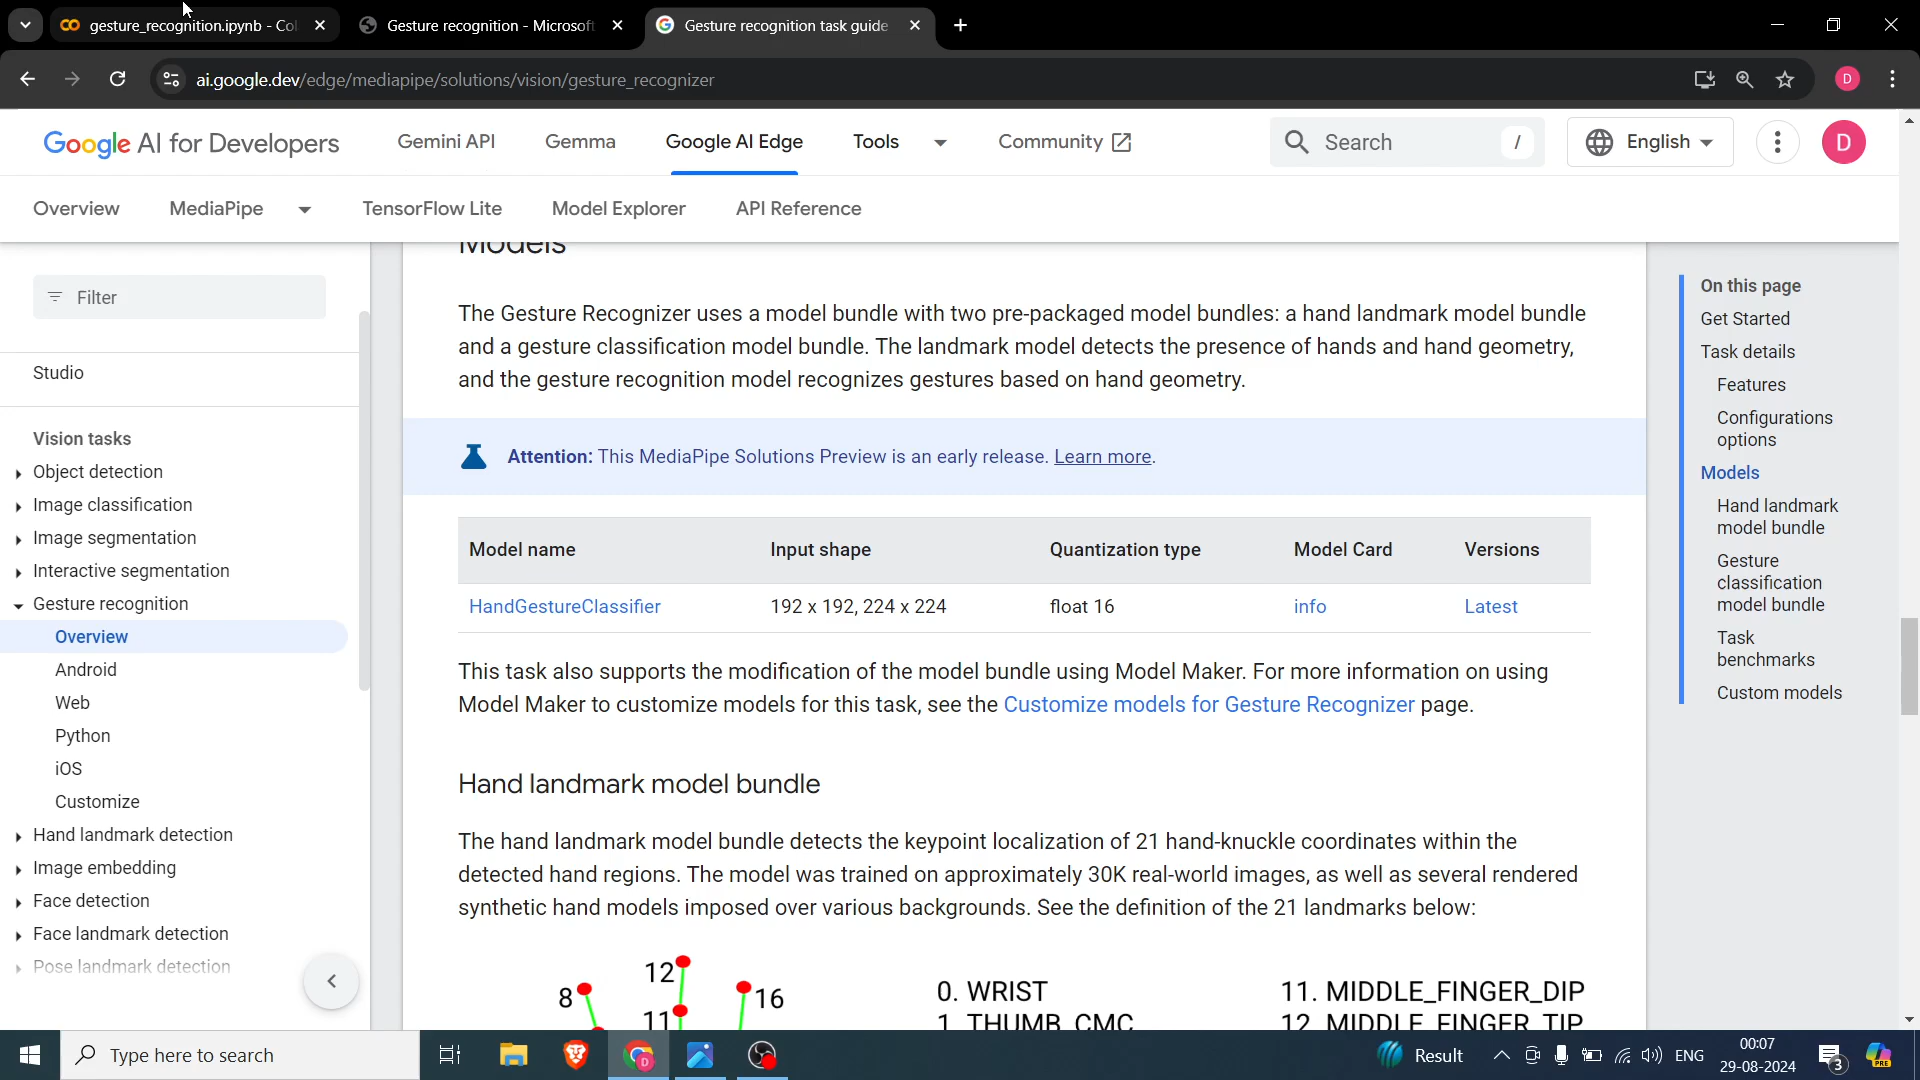 gesture_recognition.ipynb - Col
Gesture recognition - Microsoft
Gesture recognition task guide
ai.google.dev/edge/mediapipe/solutions/vision/gesture_recognizer
D
Google AI for Developers
Gemini API
Gemma
Google AI Edge
Tools
Community
Search
/
English
D
Overview
MediaPipe
TensorFlow Lite
Model Explorer
API Reference
Filter
Studio
Vision tasks
Object detection
Image classification
Image segmentation
Interactive segmentation
Gesture recognition
Overview
Android
Web
Python
iOS
Customize
Hand landmark detection
Image embedding
Face detection
Face landmark detection
Pose landmark detection
Models
The Gesture Recognizer uses a model bundle with two pre-packaged model bundles: a hand landmark model bundle
and a gesture classification model bundle. The landmark model detects the presence of hands and hand geometry,
and the gesture recognition model recognizes gestures based on hand geometry.
Attention: This MediaPipe Solutions Preview is an early release. Learn more.
Model name Input shape Quantization type Model Card Versions
HandGestureClassifier 192 x 192, 224 x 224 float 16 info Latest
This task also supports the modification of the model bundle using Model Maker. For more information on using
Model Maker to customize models for this task, see the Customize models for Gesture Recognizer page.
Hand landmark model bundle
The hand landmark model bundle detects the keypoint localization of 21 hand-knuckle coordinates within the
detected hand regions. The model was trained on approximately 30K real-world images, as well as several rendered
synthetic hand models imposed over various backgrounds. See the definition of the 21 landmarks below:
12
8
16
11
0. WRIST
1. THUMB_CMC
11. MIDDLE_FINGER_DIP
12. MIDDLE_FINGER_TIP
On this page
Get Started
Task details
Features
Configurations
options
Models
Hand landmark
model bundle
Gesture
classification
model bundle
Task
benchmarks
Custom models
Type here to search
D
Result
ENG
00:07
29-08-2024
3
PRE